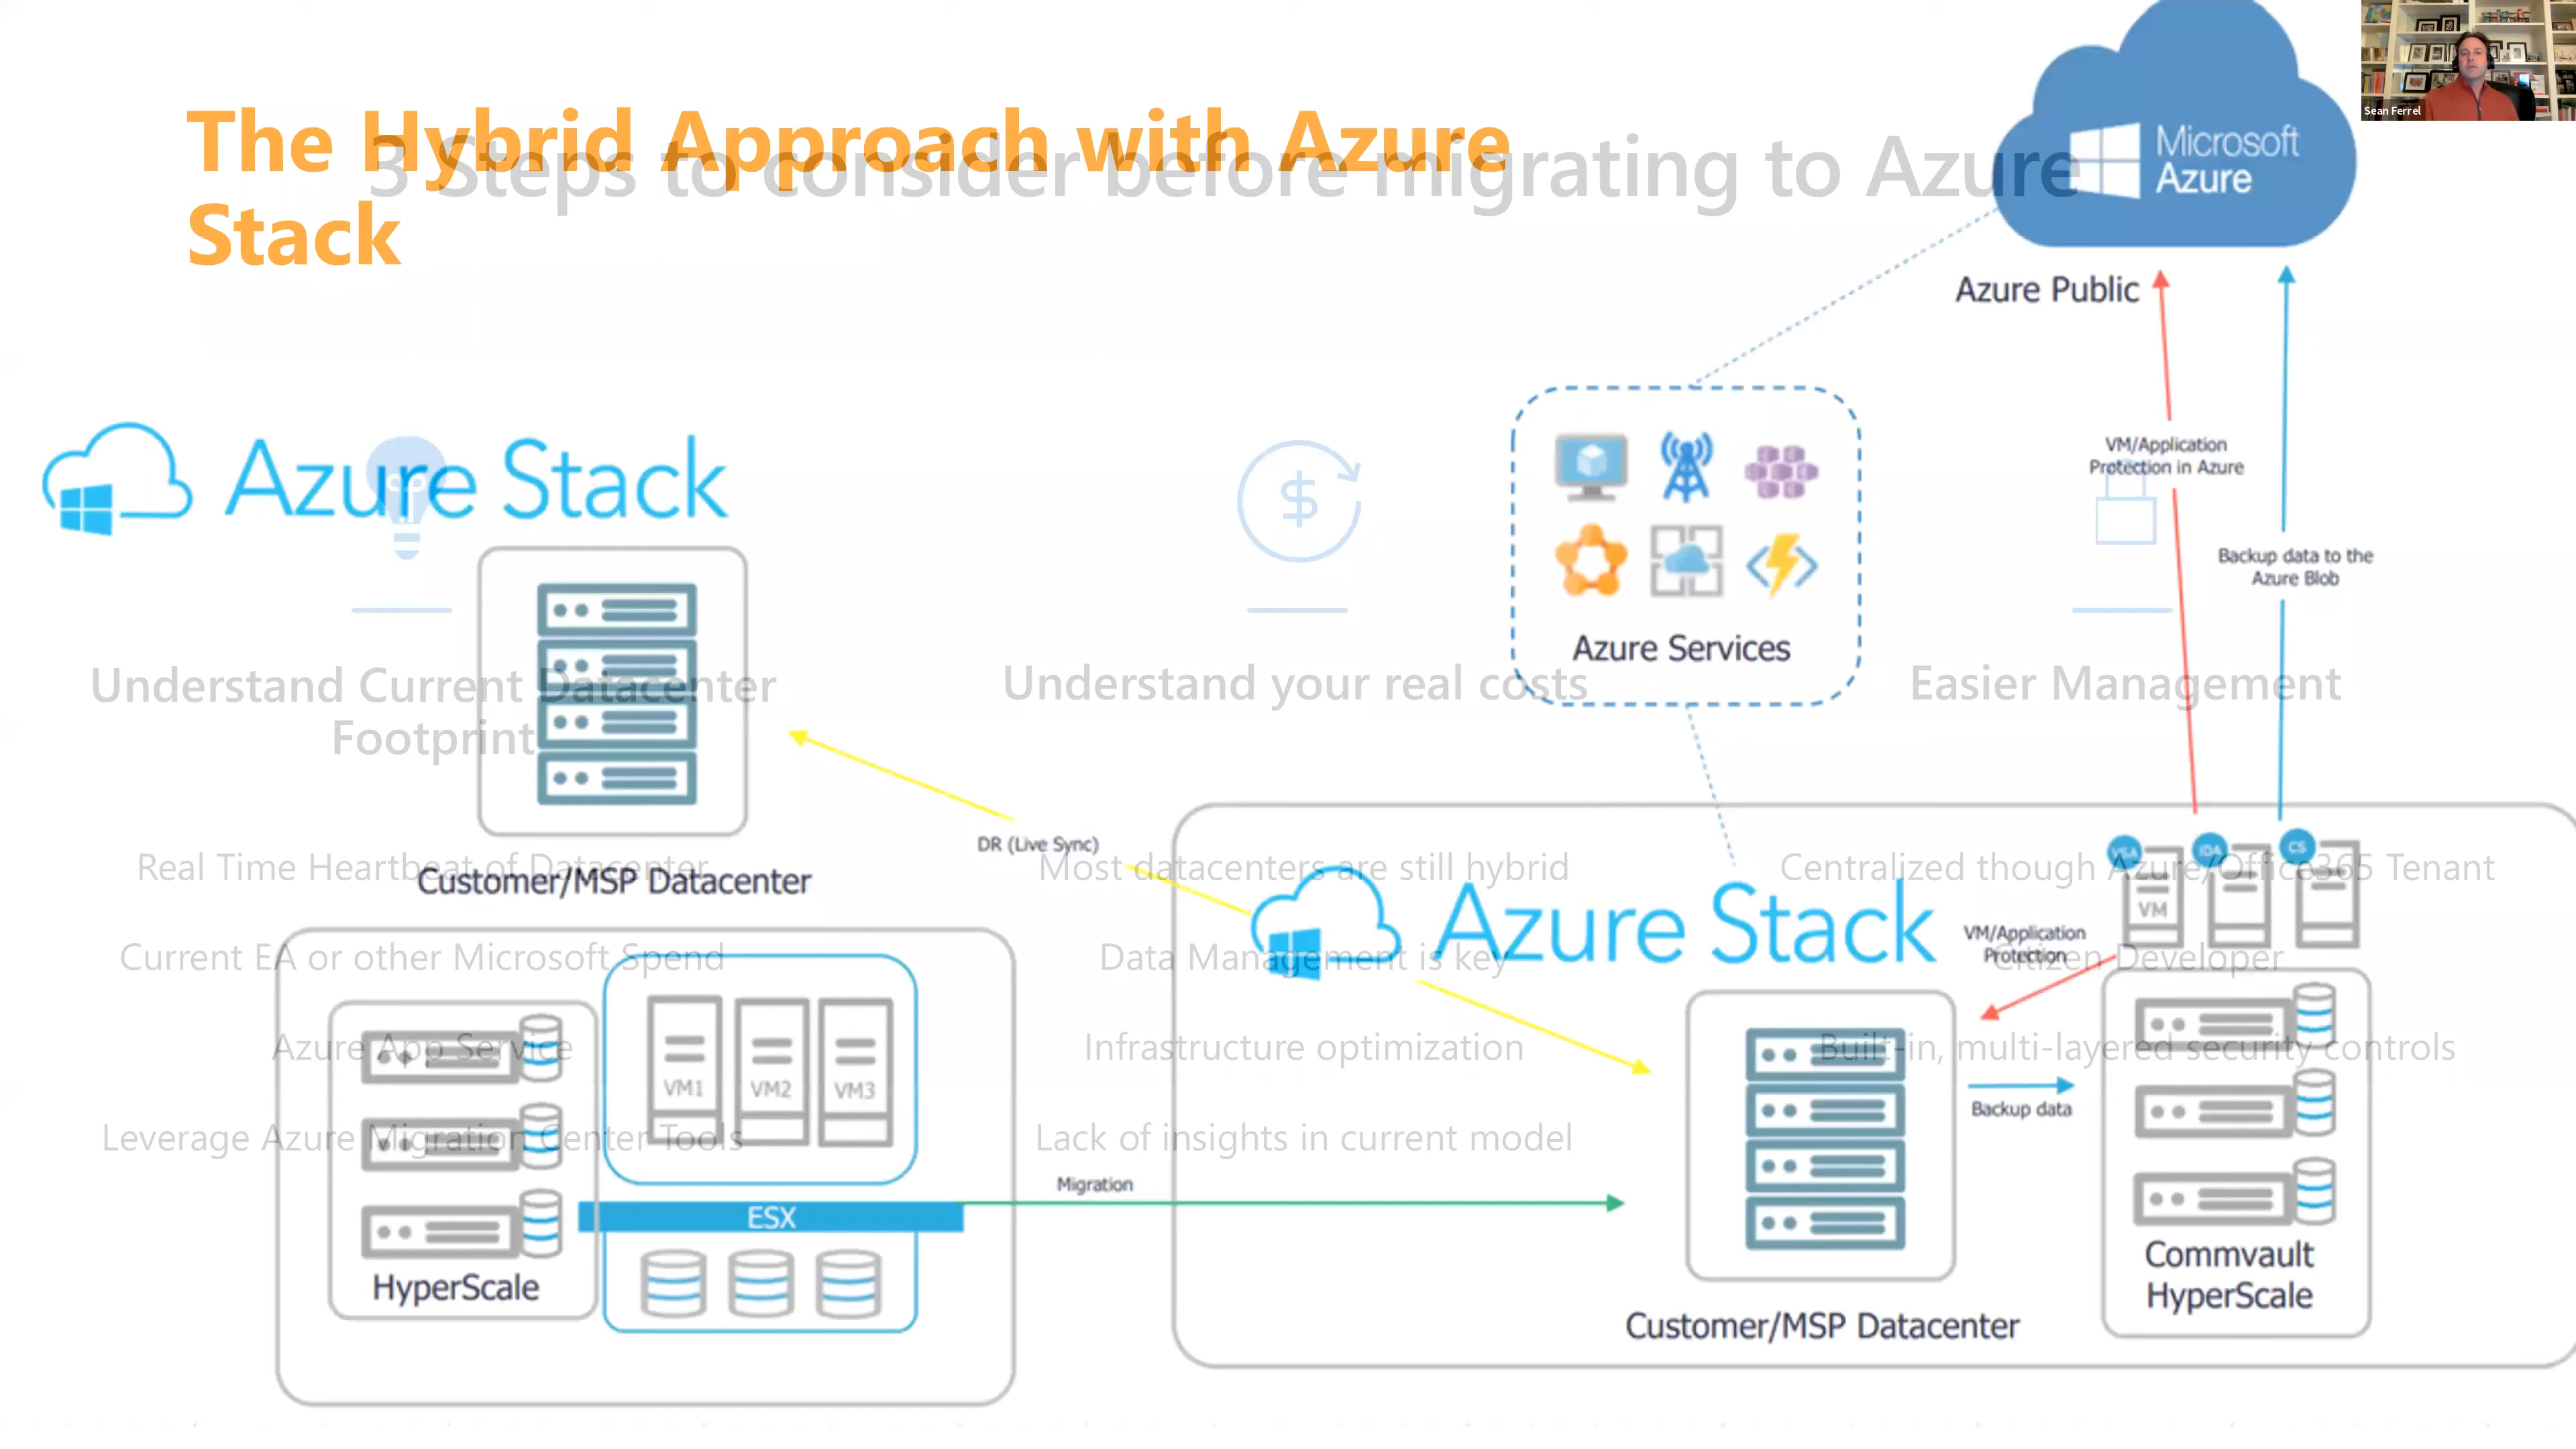 The Hybrid Approach with Azure
Stack
3 Steps to consider before migrating to Azure
Microsoft
Azure
Sean Ferrel
Azure Public
VM/Application
Protection in Azure
Backup data to the
Azure Blob
Azure Stack
Azure Services
Understand Current Datacenter
Footprint
Understand your real costs
Easier Management
DR (Live Sync)
Real Time Heartbeat of Datacenter
Customer/MSP Datacenter
Most datacenters are still hybrid
Centralized though Azure/Office365 Tenant
VSA
IDA
CS
VM
Azure Stack
VM/Application
Protection
Current EA or other Microsoft Spend
Data Management is key
Citizen Developer
Azure App Service
Infrastructure optimization
Built-in, multi-layered security controls
VM1
VM2
VM3
Backup data
Leverage Azure Migration Center Tools
Lack of insights in current model
Migration
ESX
HyperScale
Commvault
HyperScale
Customer/MSP Datacenter